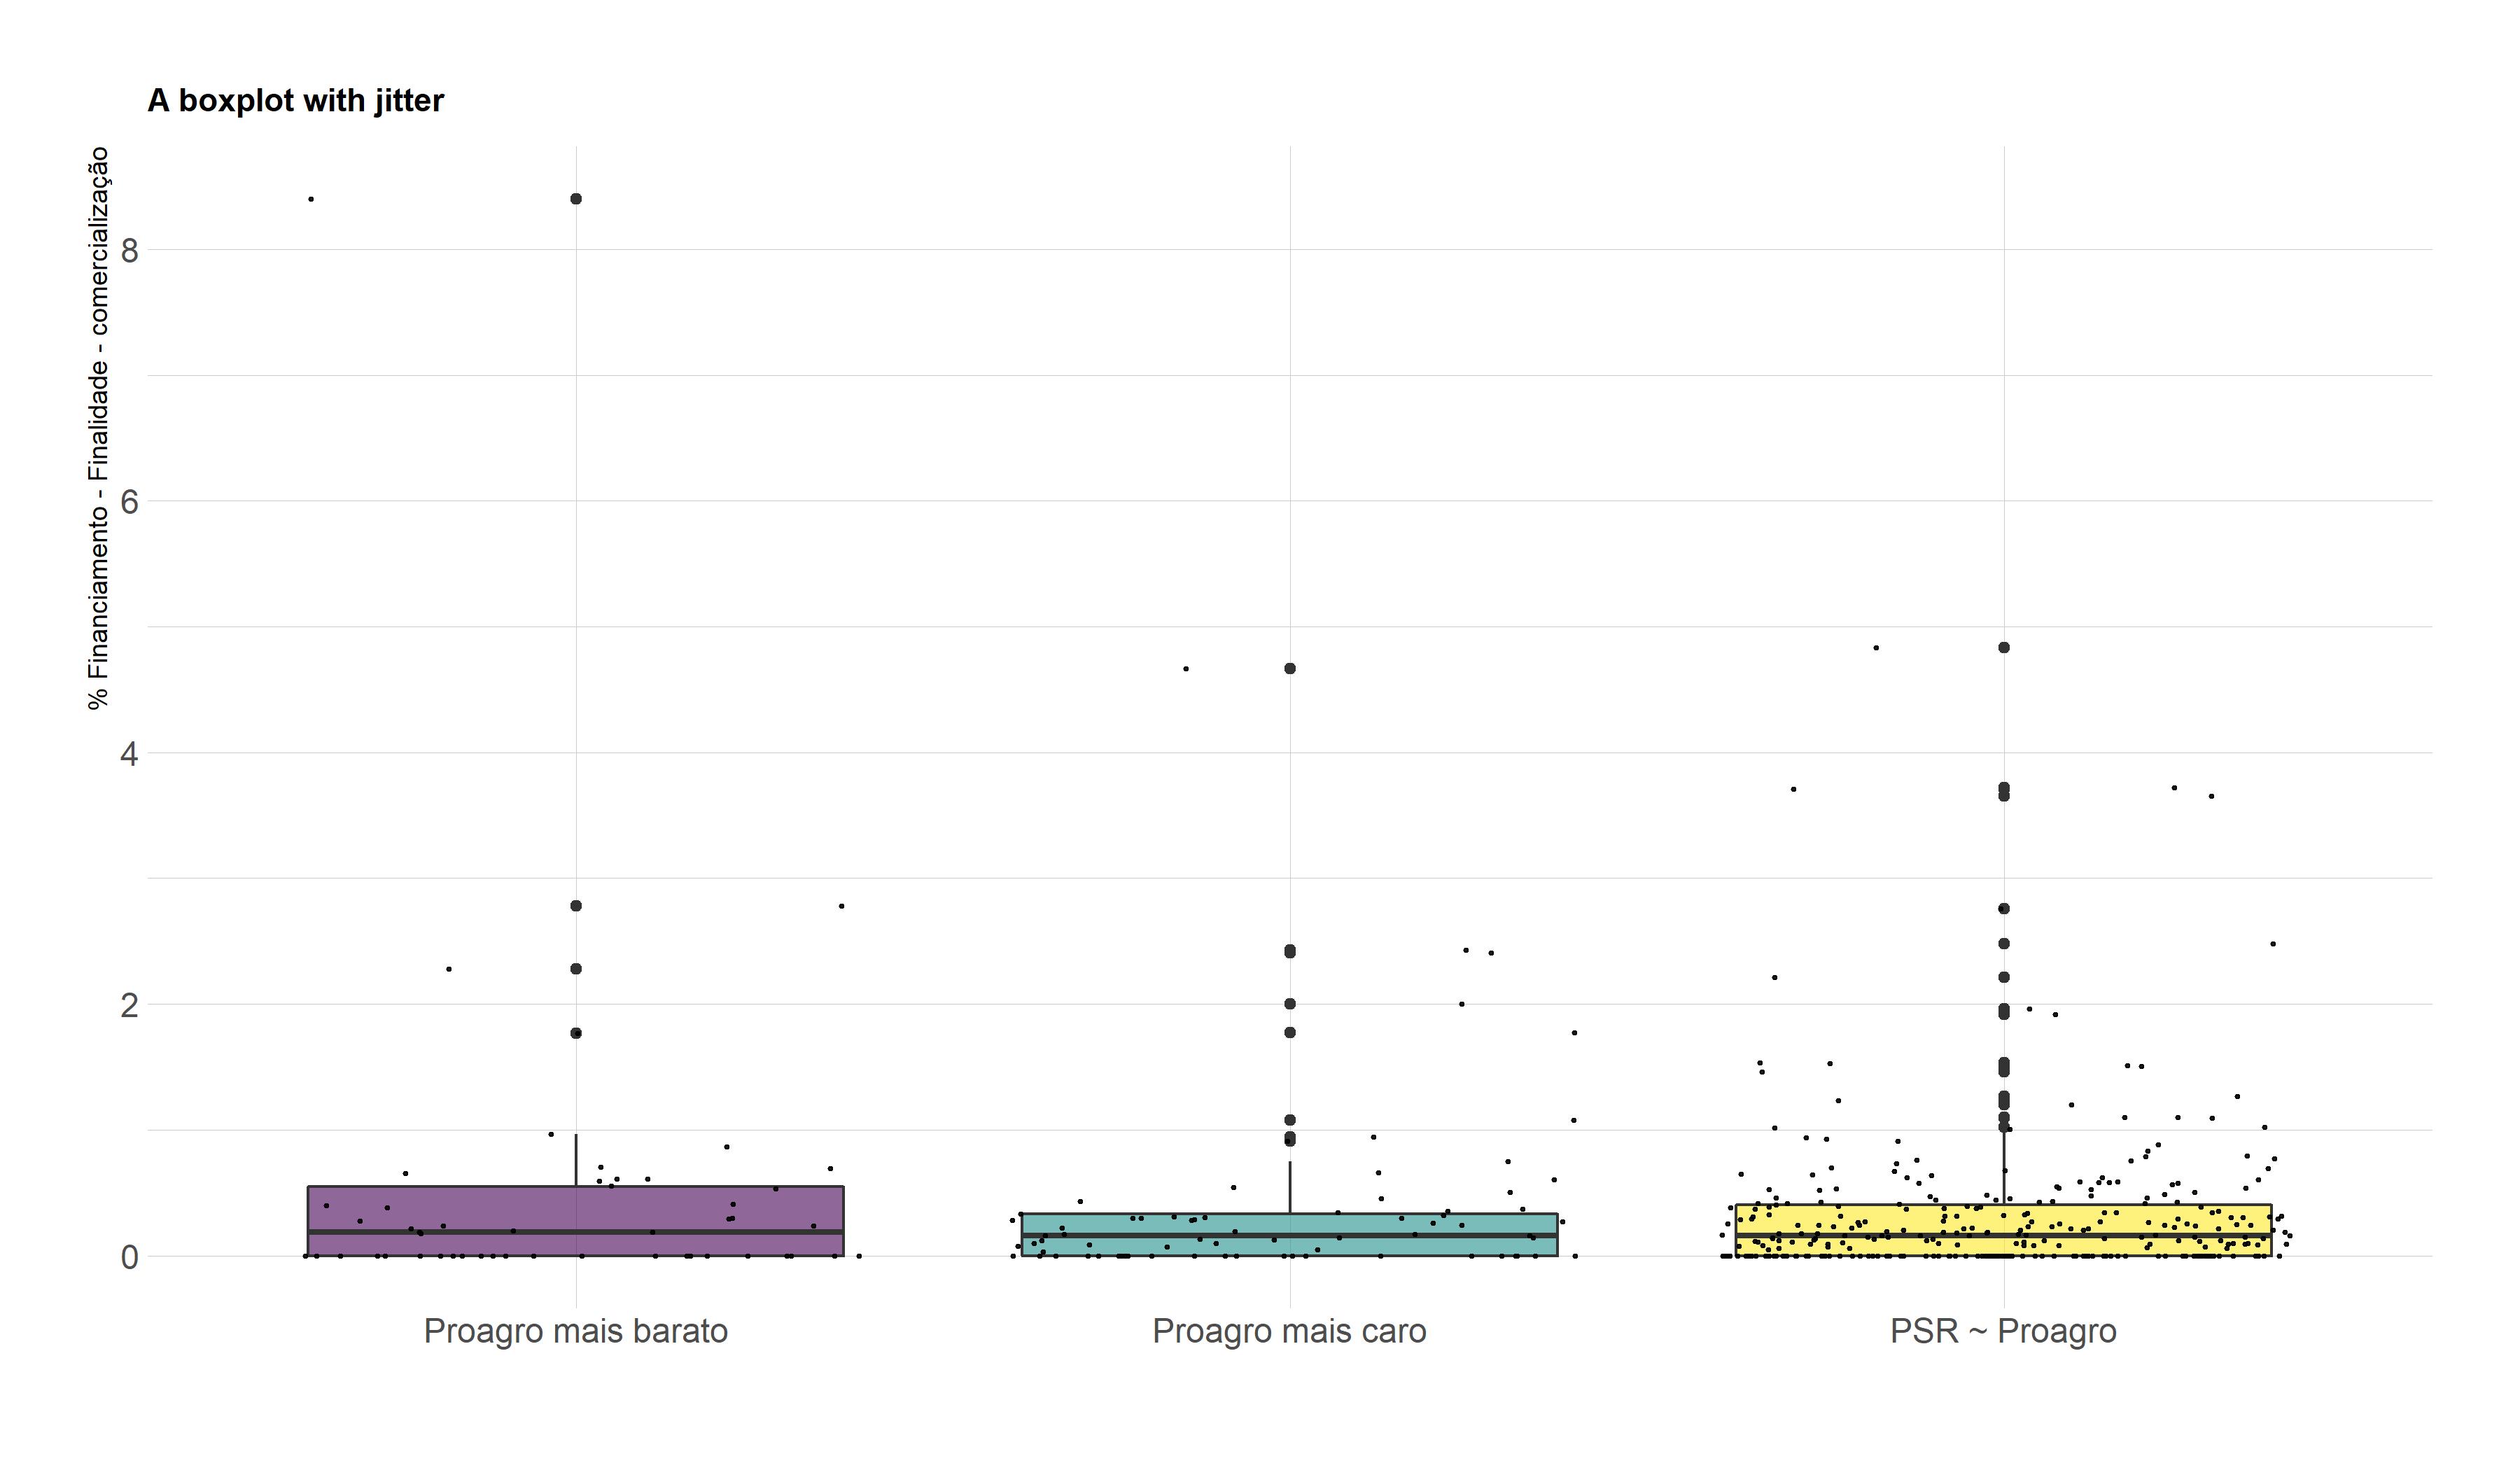 A boxplot with jitter
% Financiamento - Finalidade - comercialização
8
6
4
2
0
Proagro mais barato
Proagro mais caro
PSR ~ Proagro